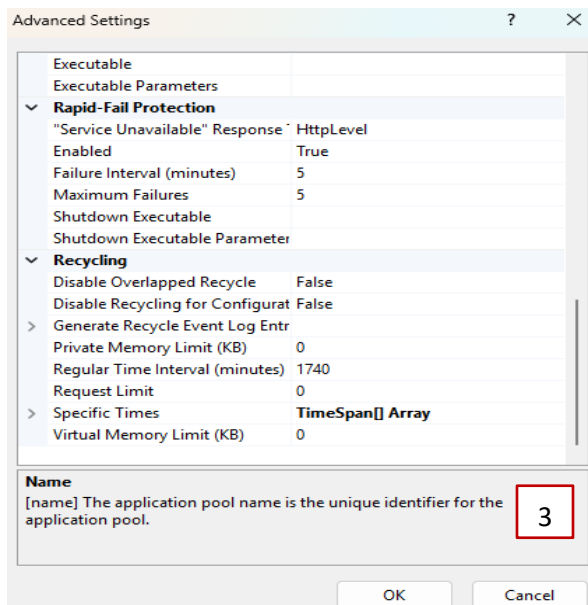 Advanced Settings ? ×
Executable
Executable Parameters
Rapid-Fail Protection
"Service Unavailable" Response HttpLevel
Enabled True
Failure Interval (minutes) 5
Maximum Failures 5
Shutdown Executable
Shutdown Executable Parameter
Recycling
Disable Overlapped Recycle False
Disable Recycling for Configurat False
Generate Recycle Event Log Entr
Private Memory Limit (KB) 0
Regular Time Interval (minutes) 1740
Request Limit 0
Specific Times TimeSpan[] Array
Virtual Memory Limit (KB) 0
Name
[name] The application pool name is the unique identifier for the
application pool.
3
OK Cancel